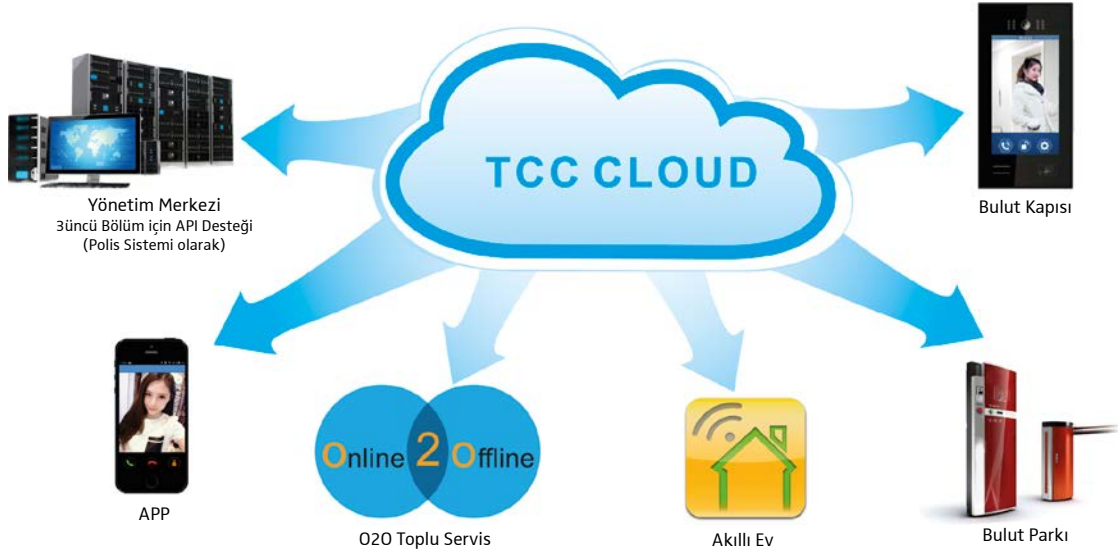 TCC CLOUD
Yönetim Merkezi
3üncü Bölüm için API Desteği
(Polis Sistemi olarak)
Bulut Kapısı
APP
Online 2 Offline
O2O Toplu Servis
Akıllı Ev
Bulut Parkı